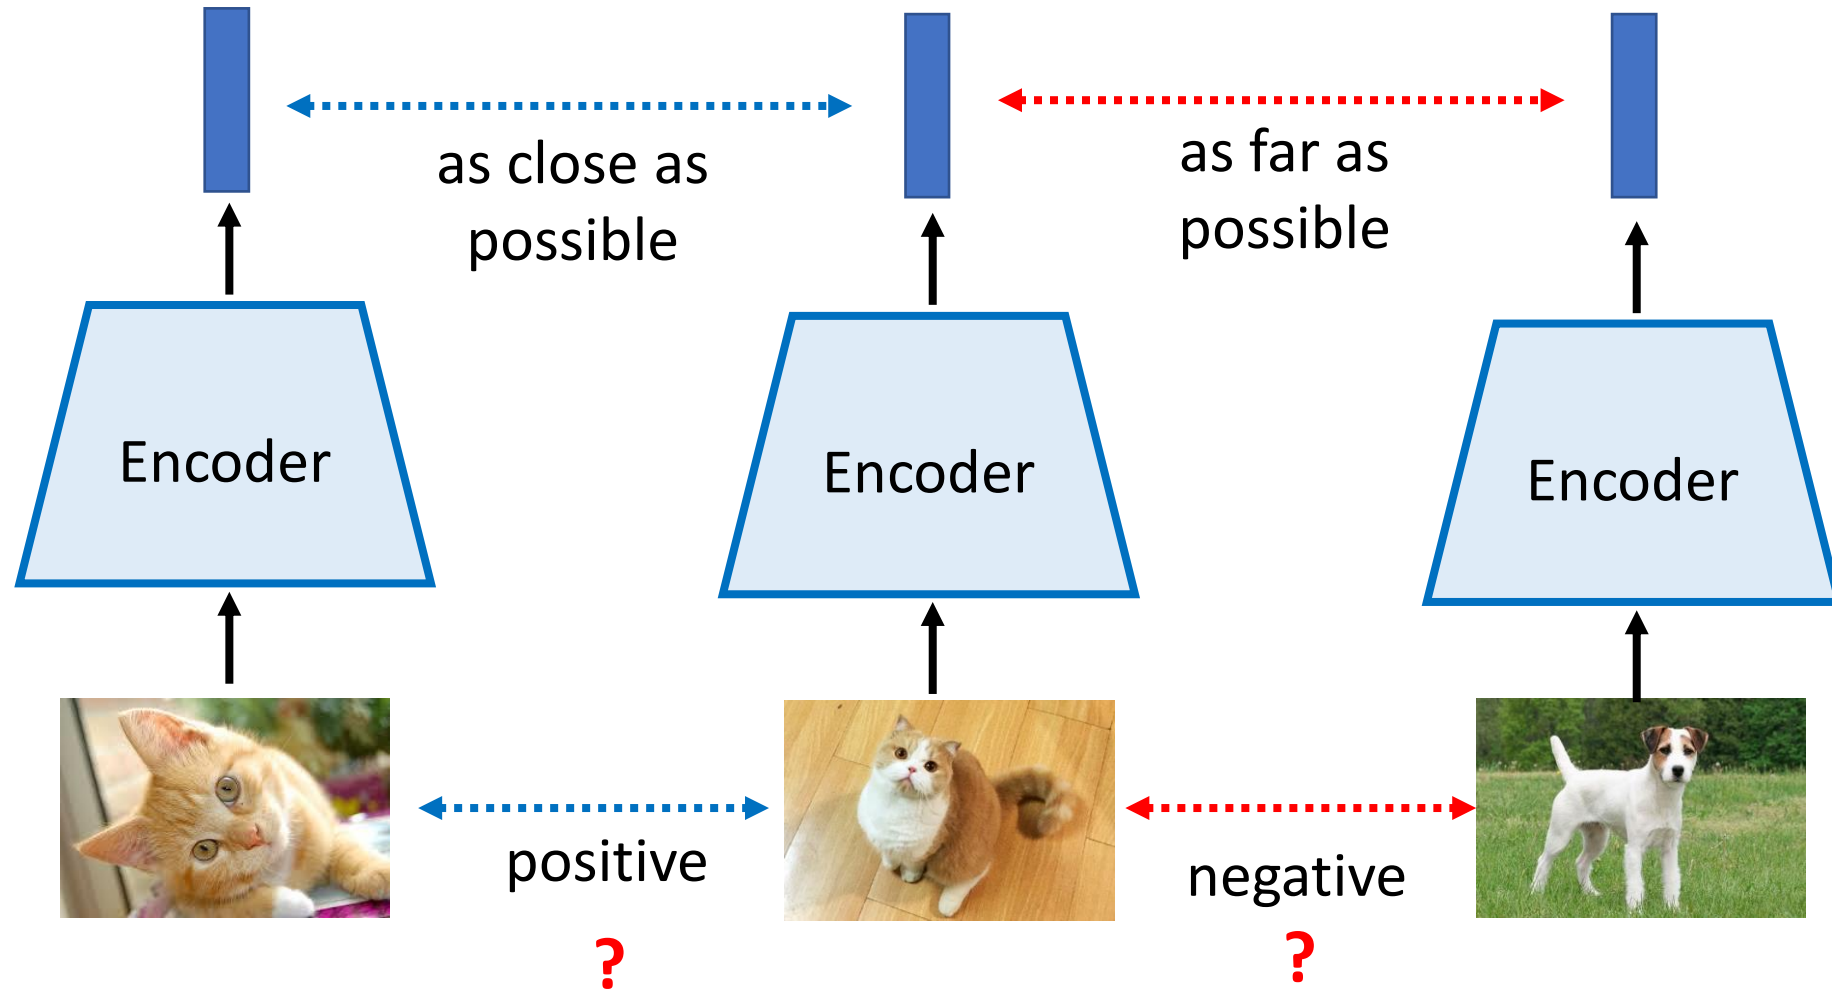 as close as
possible
as far as
possible
Encoder
Encoder
Encoder
positive
negative
?
?